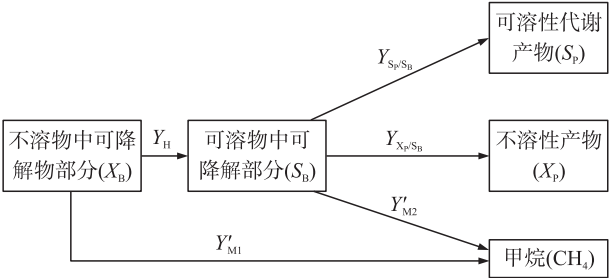 可溶性代谢
产物(SP)
YSP/SB
不溶物中可降
解物部分(XB)
YH
可溶物中可
降解部分(SB)
YXP/SB
不溶性产物
(XP)
Y′M2
Y′M1
甲烷(CH4)